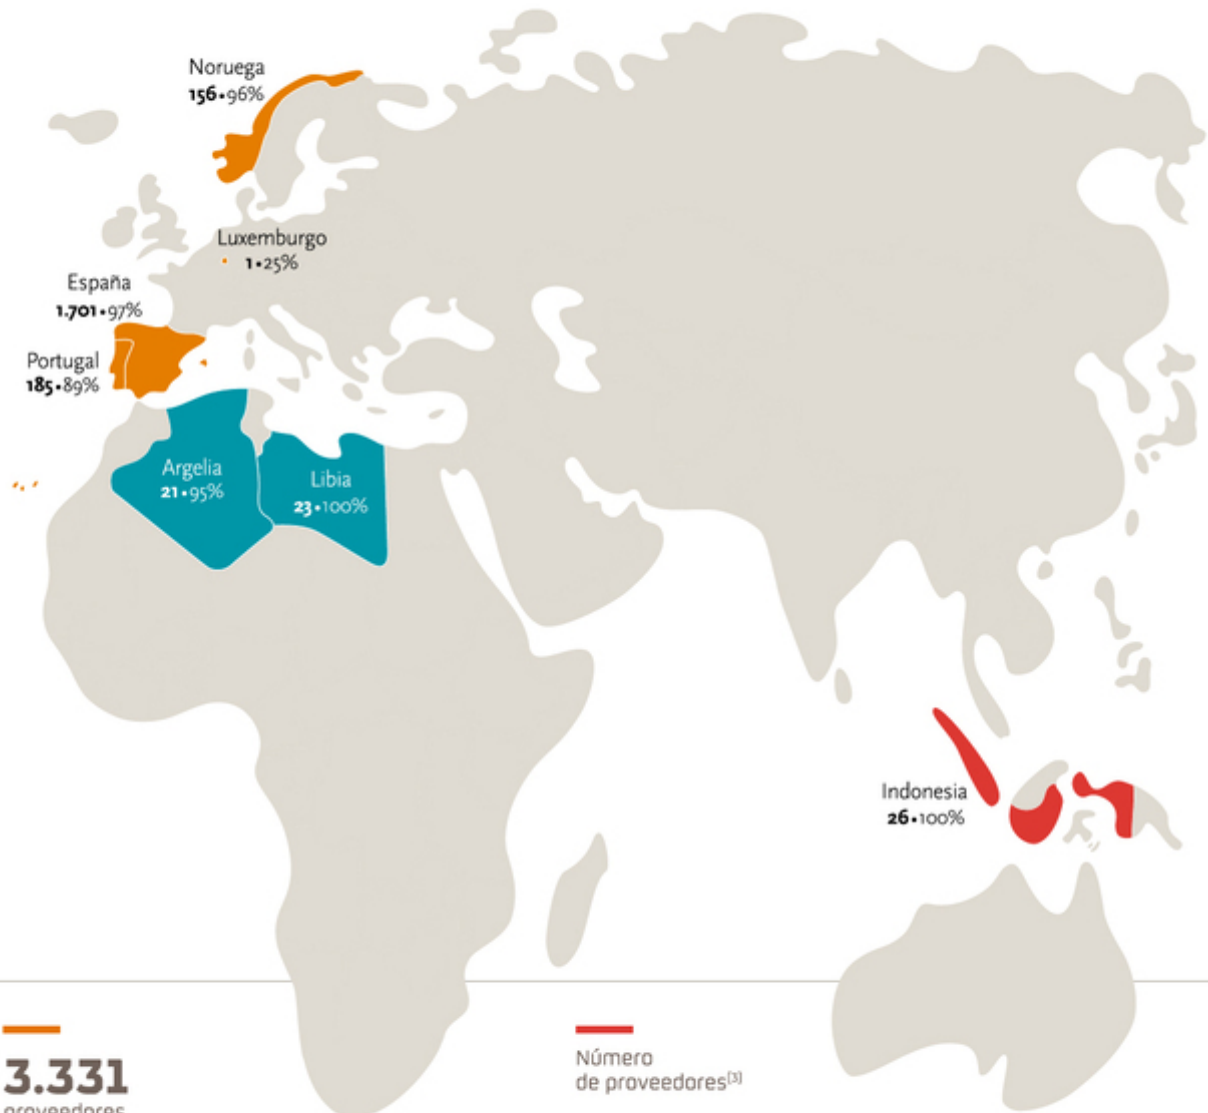 Noruega
156•96%
Luxemburgo
1•25%
España
1.701•97%
Portugal
185•89%
Argelia
21•95%
Libia
23•100%
Indonesia
26•100%
3.331
proveedores
Número
de proveedores[3]